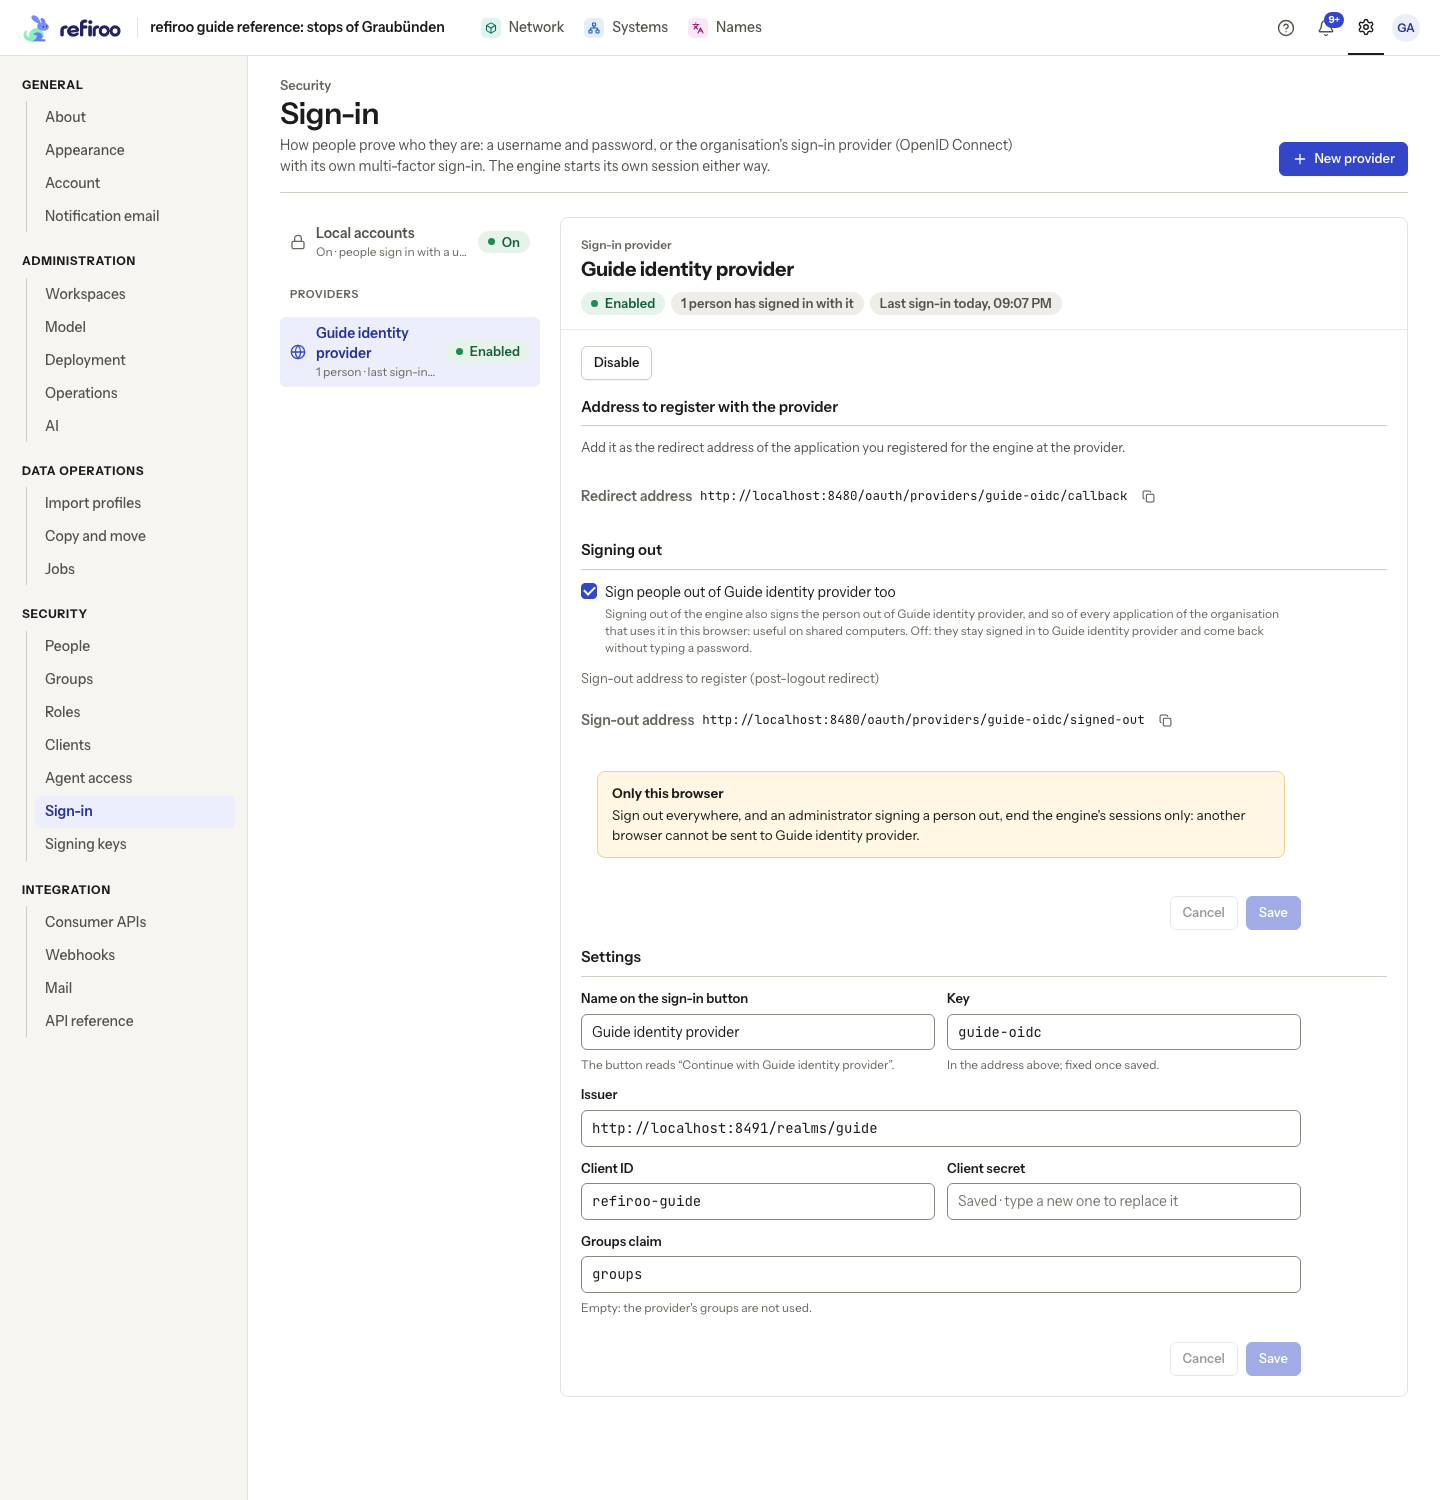 refiroo
refiroo guide reference: stops of Graubünden
Network
Systems
Names
9+
GA
GENERAL
About
Appearance
Account
Notification email
ADMINISTRATION
Workspaces
Model
Deployment
Operations
AI
DATA OPERATIONS
Import profiles
Copy and move
Jobs
SECURITY
People
Groups
Roles
Clients
Agent access
Sign-in
Signing keys
INTEGRATION
Consumer APIs
Webhooks
Mail
API reference
Security
Sign-in
How people prove who they are: a username and password, or the organisation's sign-in provider (OpenID Connect)
with its own multi-factor sign-in. The engine starts its own session either way.
New provider
Local accounts
On · people sign in with a u...
On
PROVIDERS
Guide identity
provider
1 person · last sign-in...
Enabled
Sign-in provider
Guide identity provider
Enabled
1 person has signed in with it
Last sign-in today, 09:07 PM
Disable
Address to register with the provider
Add it as the redirect address of the application you registered for the engine at the provider.
Redirect address http://localhost:8480/oauth/providers/guide-oidc/callback
Signing out
Sign people out of Guide identity provider too
Signing out of the engine also signs the person out of Guide identity provider, and so of every application of the organisation
that uses it in this browser: useful on shared computers. Off: they stay signed in to Guide identity provider and come back
without typing a password.
Sign-out address to register (post-logout redirect)
Sign-out address http://localhost:8480/oauth/providers/guide-oidc/signed-out
Only this browser
Sign out everywhere, and an administrator signing a person out, end the engine's sessions only: another
browser cannot be sent to Guide identity provider.
Cancel
Save
Settings
Name on the sign-in button
Key
Guide identity provider
guide-oidc
The button reads “Continue with Guide identity provider”.
In the address above; fixed once saved.
Issuer
http://localhost:8491/realms/guide
Client ID
Client secret
refiroo-guide
Saved · type a new one to replace it
Groups claim
groups
Empty: the provider's groups are not used.
Cancel
Save